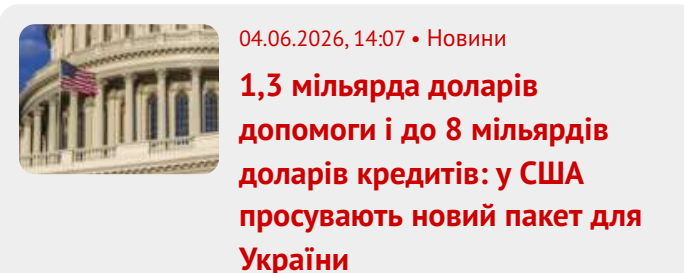 04.06.2026, 14:07 • Новини
1,3 мільярда доларів
допомоги і до 8 мільярдів
доларів кредитів: у США
просувають новий пакет для
України